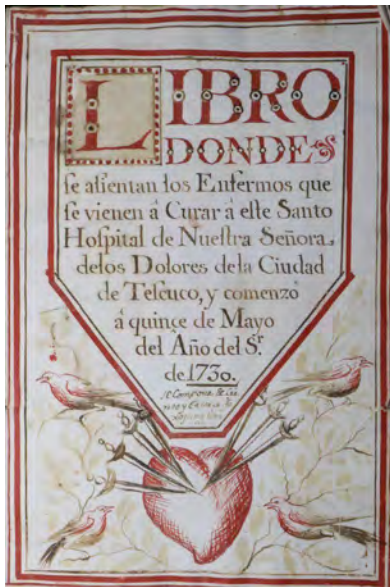 LIBRO
DONDE
ſe aſientan los Enfermos que
ſe vienen â Curar â eſte Santo
Hoſpital de Nueſtra Señora
delos Dolores dela Ciudad
de Teſcuco, y comenzò
â quinçe de Mayo
del Año del Sr.
de 1730.